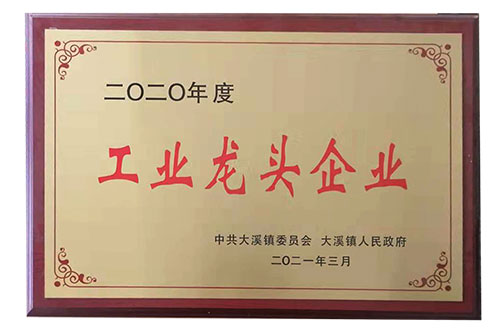 二〇二〇年度
工业龙头企业
中共大溪镇委员会 大溪镇人民政府
二〇二一年三月